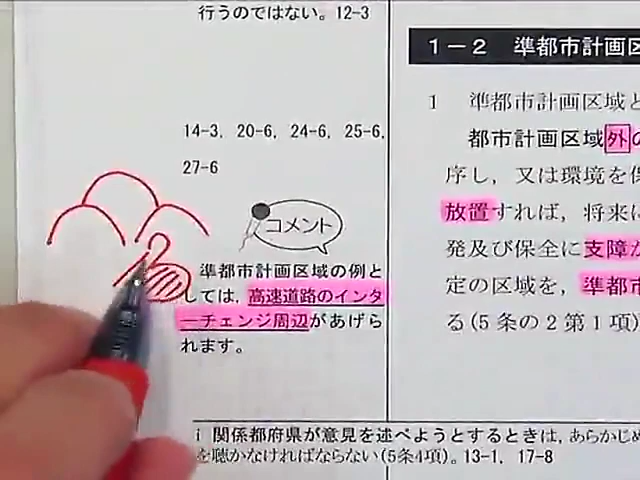 行うのではない。12-3
14-3, 20-6, 24-6, 25-6,
27-6
コメント
準都市計画区域の例と
しては、高速道路のインタ
ーチェンジ周辺があげら
れます。
1－2 準都市計画区
1 準都市計画区域と
都市計画区域外の
序し，又は環境を保
放置すれば，将来に
発及び保全に支障が
定の区域を，準都市
る(5条の2第1項)
i 関係都府県が意見を述べようとするときは、あらかじめ
を聴かなければならない(5条4項)。13-1, 17-8